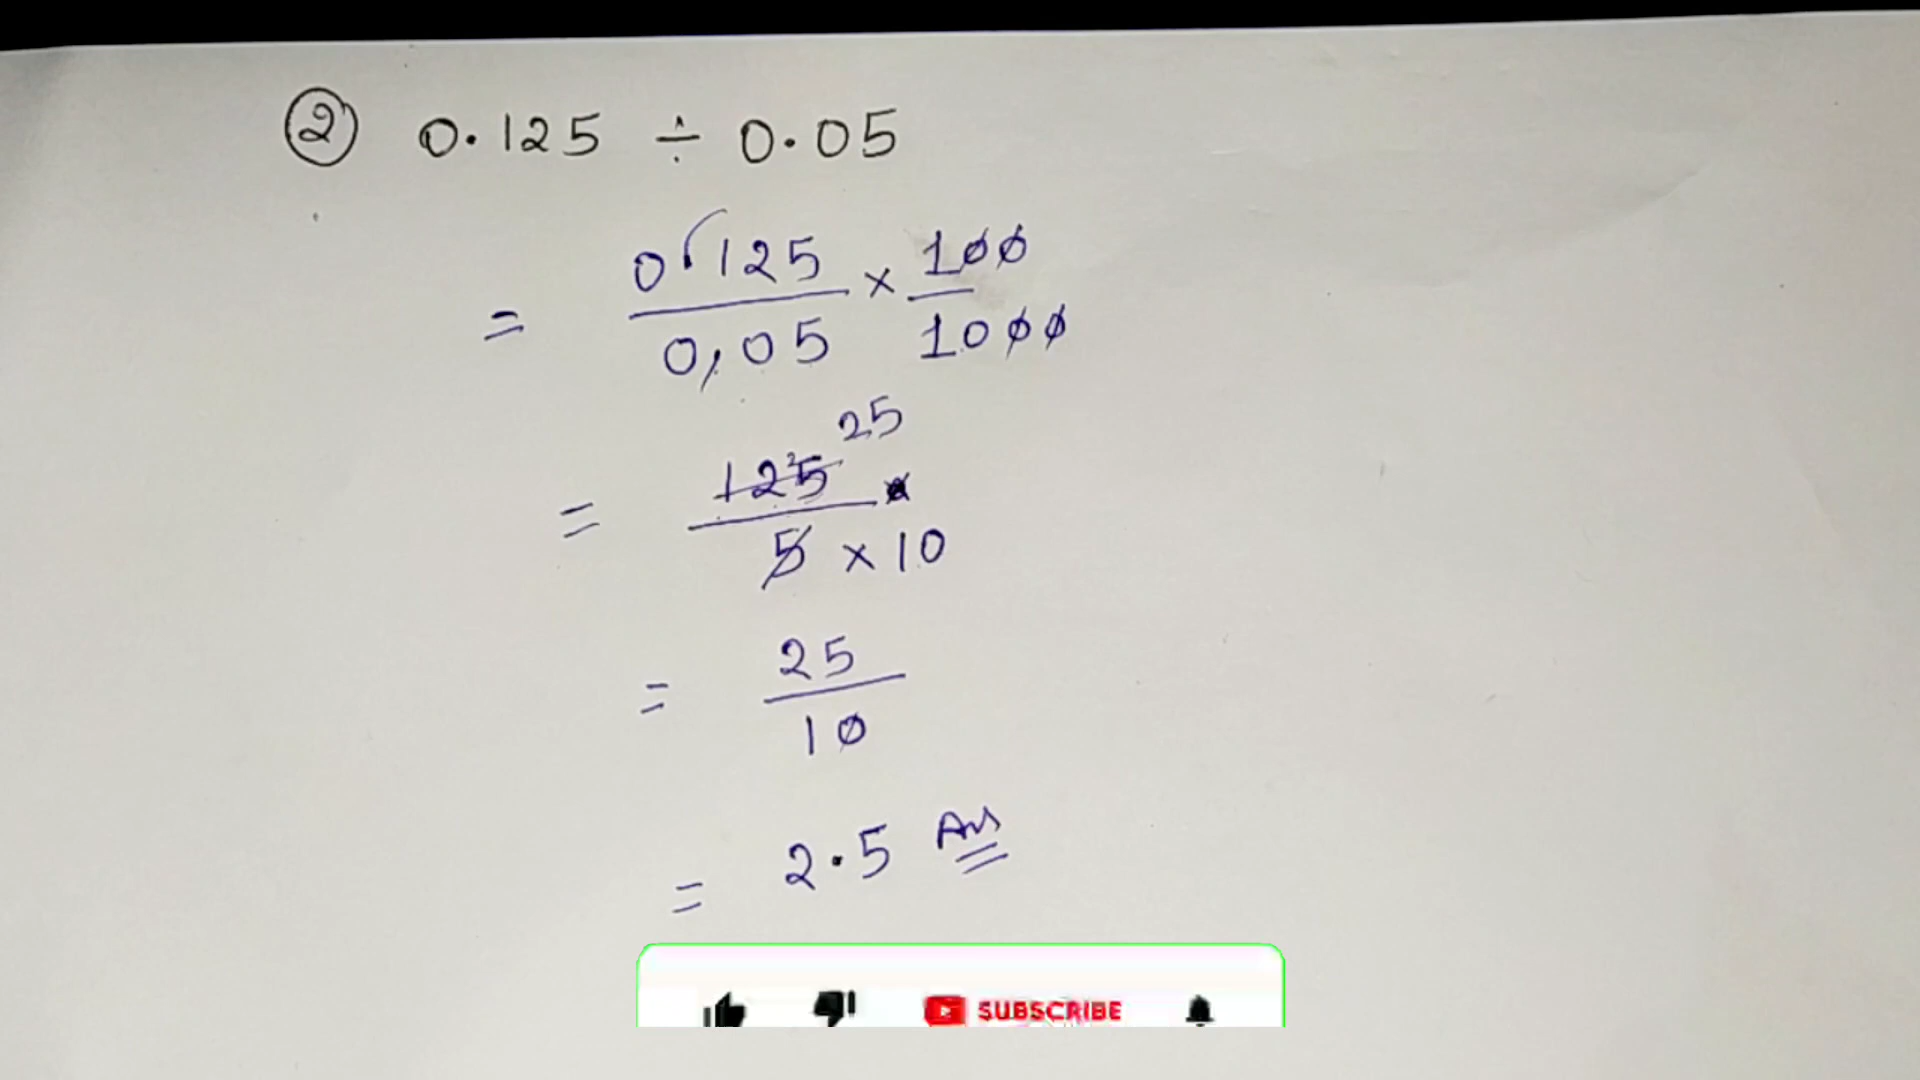 ② 0.125 ÷ 0.05
= 0.125/0.05 × 100/1000
25
= 125/5 × 10
= 25/10
= 2.5 Ans
SUBSCRIBE